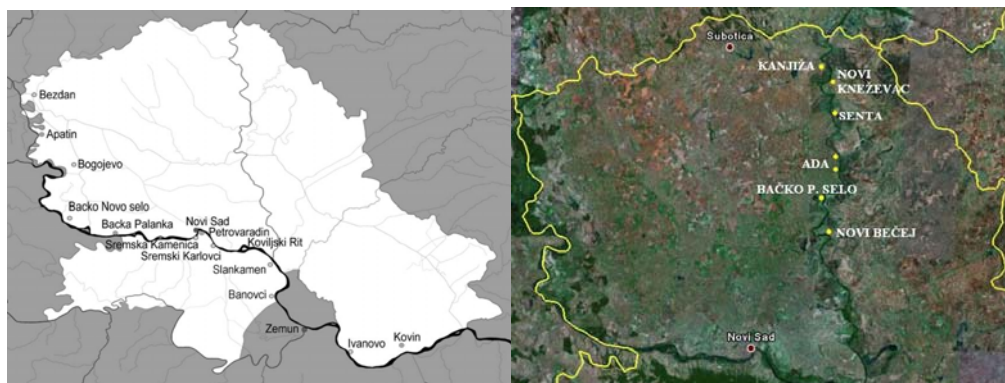 Bezdan
Apatin
Bogojevo
Backo Novo selo
Backa Palanka
Novi Sad
Petrovaradin
Sremska Kamenica
Koviljski Rit
Sremski Karlovci
Slankamen
Banovci
Zemun
Ivanovo
Kovin
Subotica
KANJIŽA
NOVI
KNEŽEVAC
SENTA
ADA
BAČKO P. SELO
NOVI BEČEJ
Novi Sad